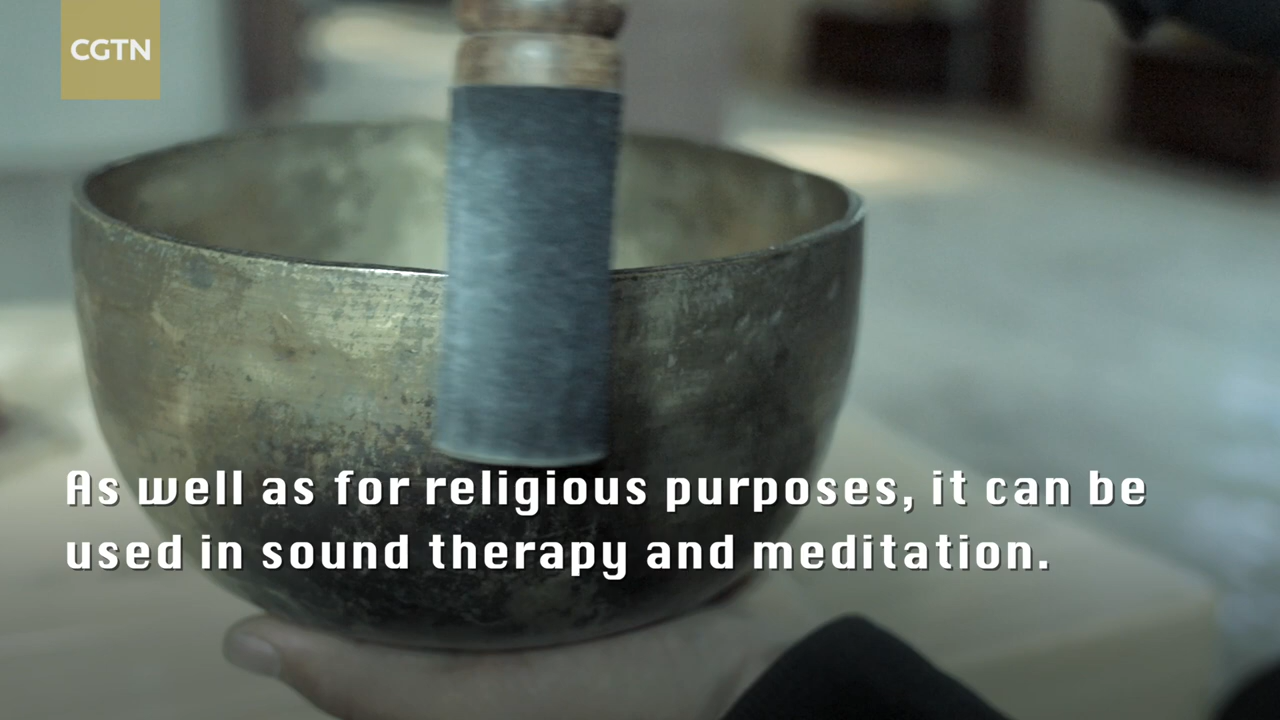 CGTN
As well as for religious purposes, it can be
used in sound therapy and meditation.